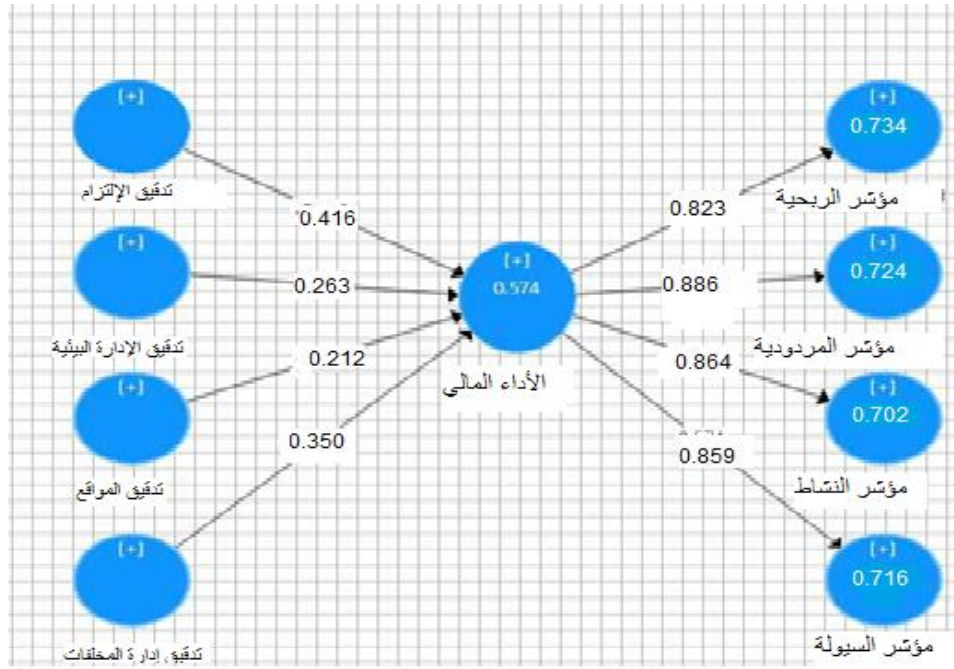 [+]
تدقيق الإلتزام
[+]
تدقيق الإدارة البيئية
[+]
تدقيق المواقع
[+]
تدقيق إدارة المخلفات
0.416
0.263
0.212
0.350
[+]
0.574
الأداء المالي
0.823
0.886
0.864
0.859
[+]
0.734
مؤشر الربحية
[+]
0.724
مؤشر المردودية
[+]
0.702
مؤشر النشاط
[+]
0.716
مؤشر السيولة